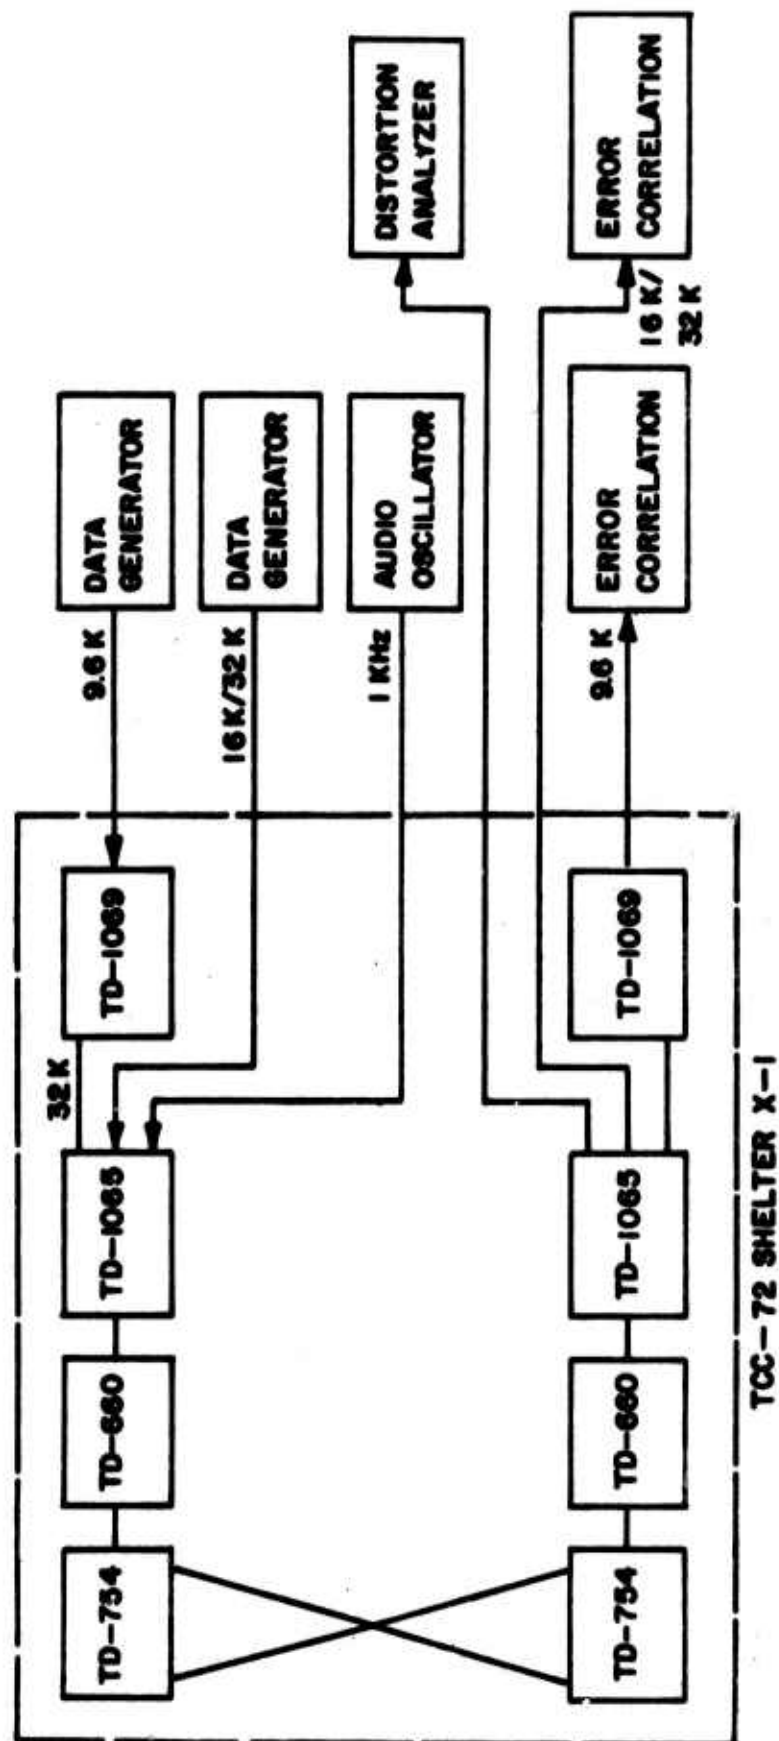 DATA
GENERATOR
9.6 K
DATA
GENERATOR
16K/32 K
AUDIO
OSCILLATOR
1 KHz
DISTORTION
ANALYZER
ERROR
CORRELATION
16 K/
32 K
ERROR
CORRELATION
9.6 K
TD-754
TD-660
TD-1065
32K
TD-1069
TD-754
TD-660
TD-1065
TD-1069
TCC-72 SHELTER X-1